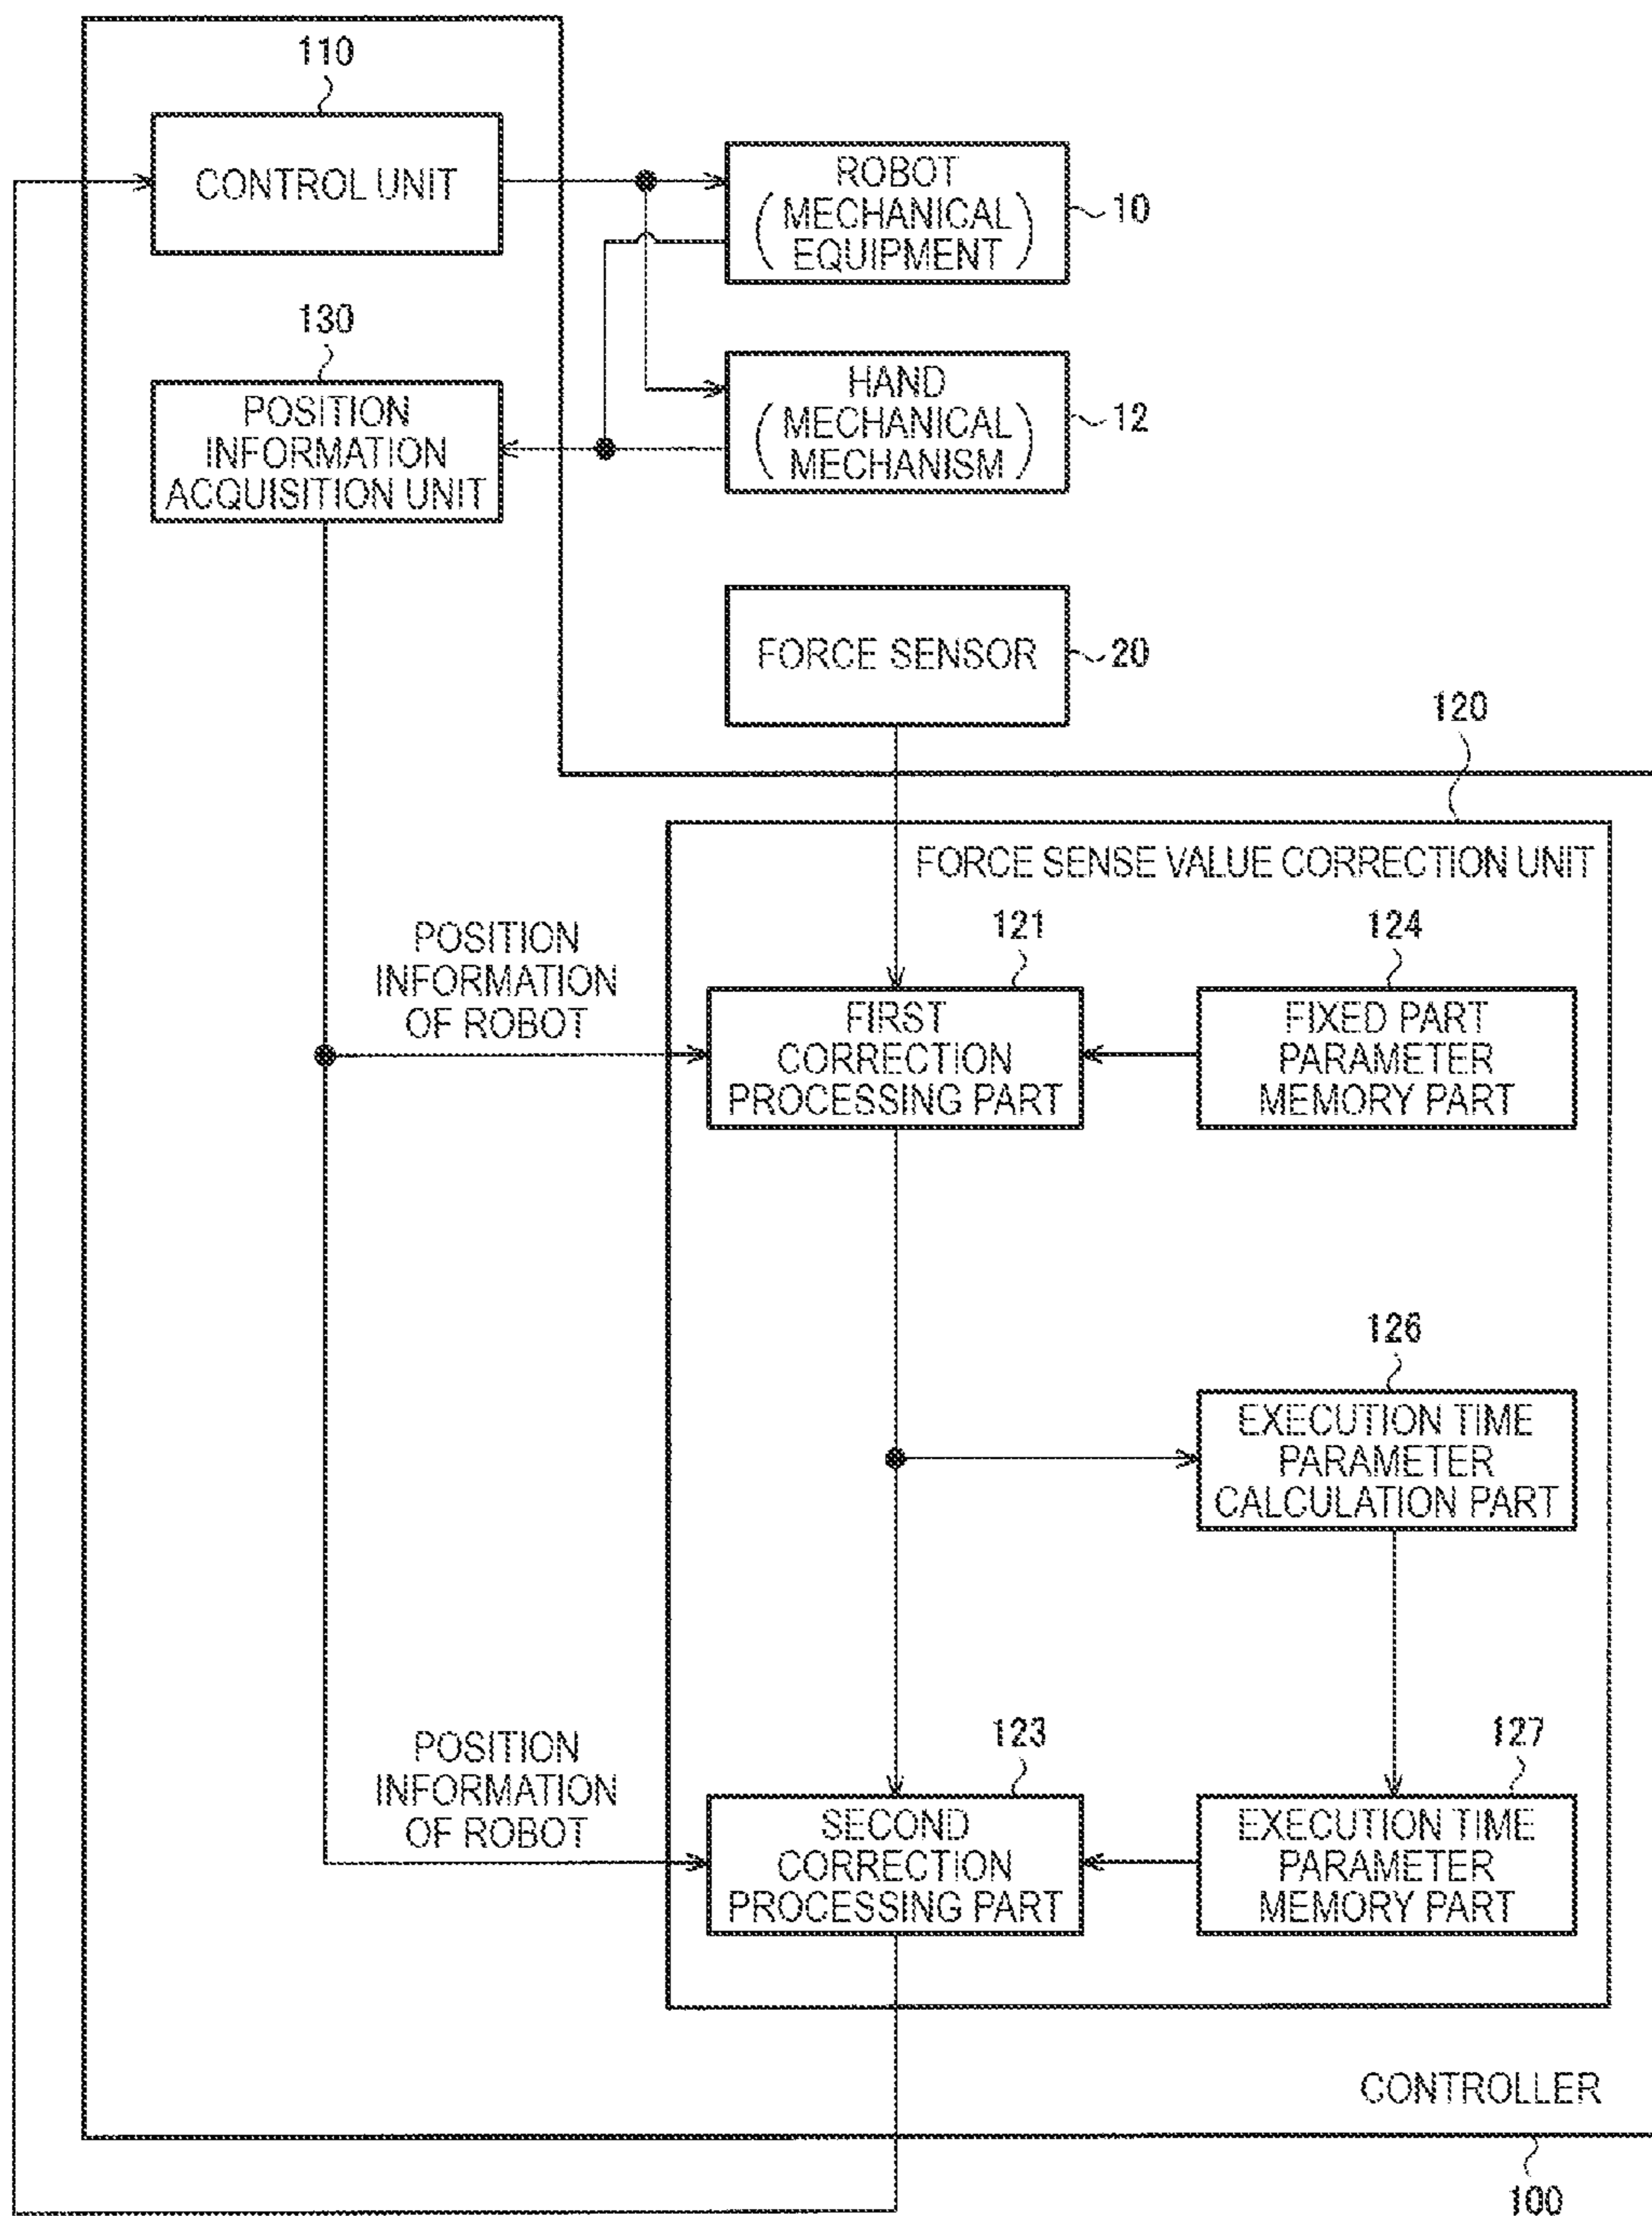 110
CONTROL UNIT
ROBOT
(MECHANICAL
EQUIPMENT)
10
130
POSITION
INFORMATION
ACQUISITION UNIT
HAND
(MECHANICAL
MECHANISM)
12
FORCE SENSOR
20
120
FORCE SENSE VALUE CORRECTION UNIT
POSITION
INFORMATION
OF ROBOT
121
FIRST
CORRECTION
PROCESSING PART
124
FIXED PART
PARAMETER
MEMORY PART
126
EXECUTION TIME
PARAMETER
CALCULATION PART
POSITION
INFORMATION
OF ROBOT
123
SECOND
CORRECTION
PROCESSING PART
127
EXECUTION TIME
PARAMETER
MEMORY PART
CONTROLLER
100